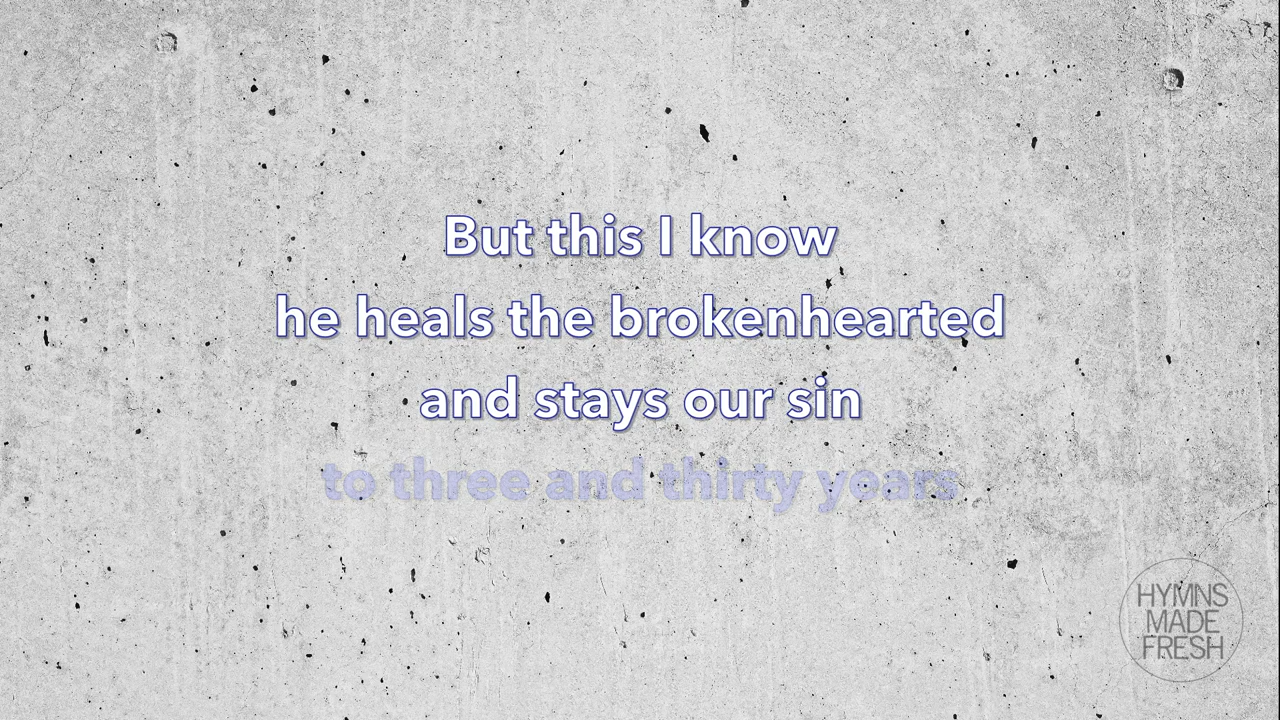 But this I know
he heals the brokenhearted
and stays our sin
to three and thirty years
HYMNS
MADE
FRESH